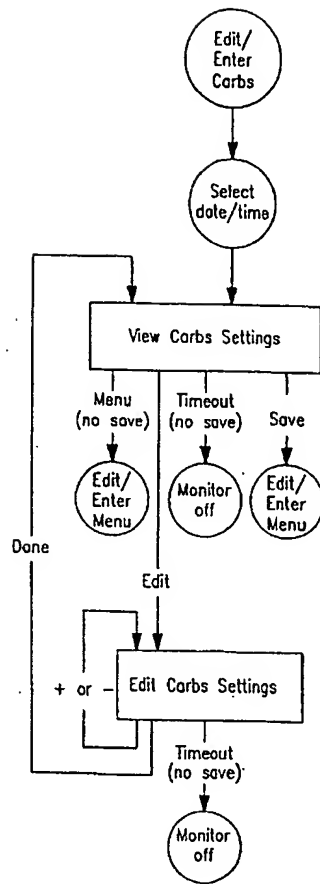 Edit/
Enter
Carbs
Select
date/time
View Carbs Settings
Menu
(no save)
Timeout
(no save)
Save
Edit/
Enter
Menu
Monitor
off
Edit/
Enter
Menu
Done
Edit
+ or -
Edit Carbs Settings
Timeout
(no save)
Monitor
off